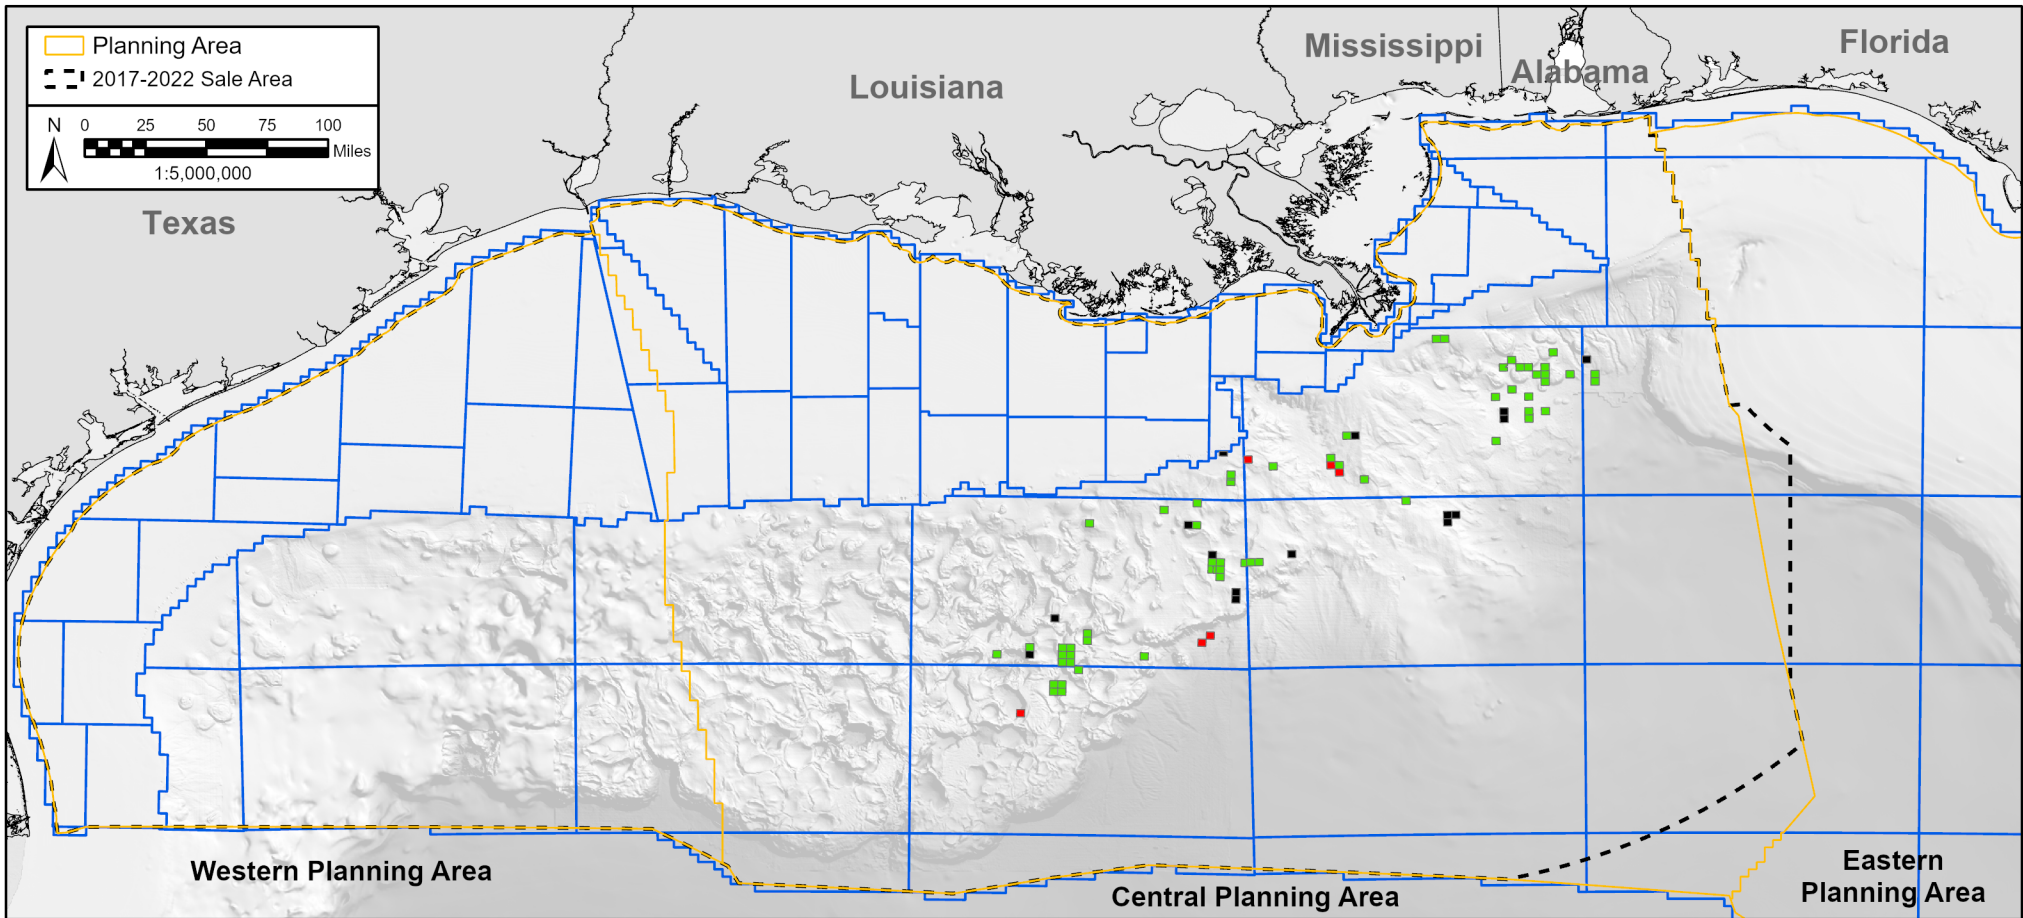 Planning Area
2017-2022 Sale Area
N 0 25 50 75 100
Miles
1:5,000,000
Texas
Louisiana
Mississippi
Alabama
Florida
Western Planning Area
Central Planning Area
Eastern
Planning Area